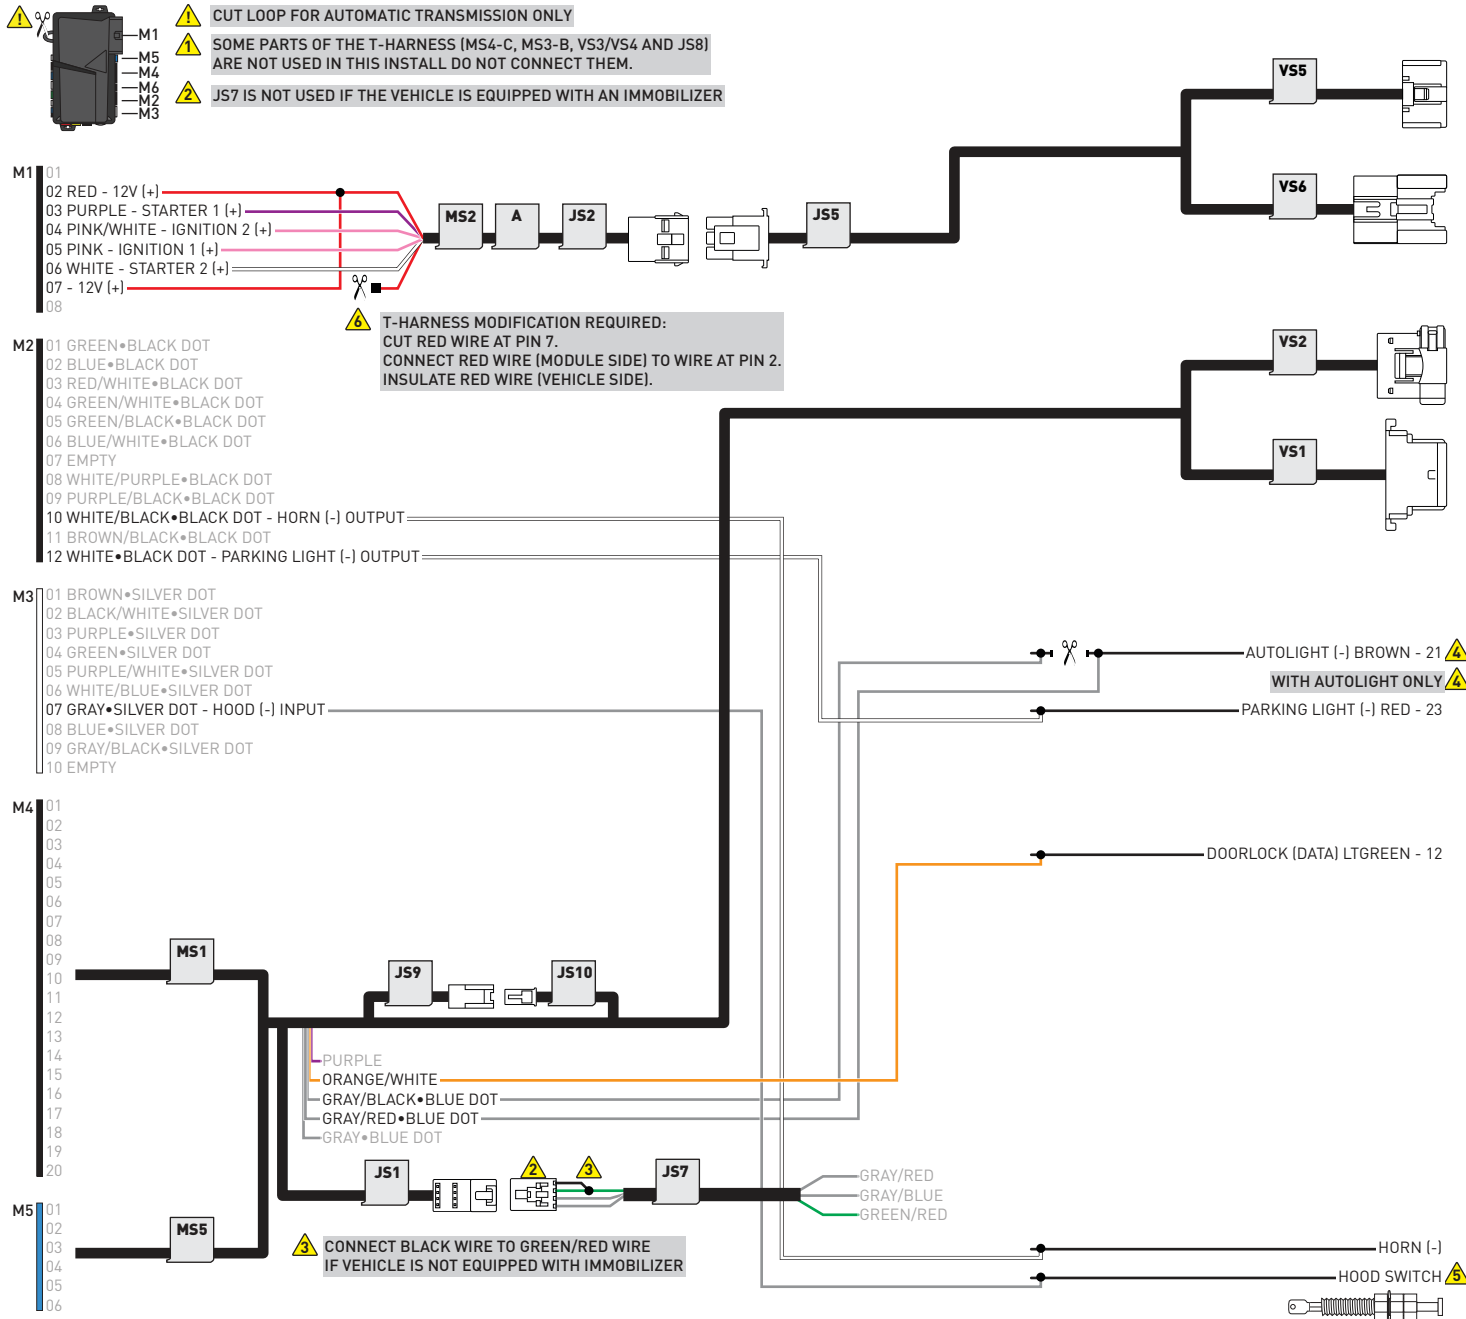 !
! CUT LOOP FOR AUTOMATIC TRANSMISSION ONLY
M1
M5
M4
M6
M2
M3
1 SOME PARTS OF THE T-HARNESS (MS4-C, MS3-B, VS3/VS4 AND JS8)
ARE NOT USED IN THIS INSTALL DO NOT CONNECT THEM.
2 JS7 IS NOT USED IF THE VEHICLE IS EQUIPPED WITH AN IMMOBILIZER
VS5
VS6
M1
01
02 RED - 12V (+)
03 PURPLE - STARTER 1 (+)
04 PINK/WHITE - IGNITION 2 (+)
05 PINK - IGNITION 1 (+)
06 WHITE - STARTER 2 (+)
07 - 12V (+)
08
MS2
A
JS2
JS5
6 T-HARNESS MODIFICATION REQUIRED:
CUT RED WIRE AT PIN 7.
CONNECT RED WIRE (MODULE SIDE) TO WIRE AT PIN 2.
INSULATE RED WIRE (VEHICLE SIDE).
VS2
VS1
M2
01 GREEN•BLACK DOT
02 BLUE•BLACK DOT
03 RED/WHITE•BLACK DOT
04 GREEN/WHITE•BLACK DOT
05 GREEN/BLACK•BLACK DOT
06 BLUE/WHITE•BLACK DOT
07 EMPTY
08 WHITE/PURPLE•BLACK DOT
09 PURPLE/BLACK•BLACK DOT
10 WHITE/BLACK•BLACK DOT - HORN (-) OUTPUT
11 BROWN/BLACK•BLACK DOT
12 WHITE•BLACK DOT - PARKING LIGHT (-) OUTPUT
M3
01 BROWN•SILVER DOT
02 BLACK/WHITE•SILVER DOT
03 PURPLE•SILVER DOT
04 GREEN•SILVER DOT
05 PURPLE/WHITE•SILVER DOT
06 WHITE/BLUE•SILVER DOT
07 GRAY•SILVER DOT - HOOD (-) INPUT
08 BLUE•SILVER DOT
09 GRAY/BLACK•SILVER DOT
10 EMPTY
AUTOLIGHT (-) BROWN - 21 4
WITH AUTOLIGHT ONLY 4
PARKING LIGHT (-) RED - 23
DOORLOCK (DATA) LTGREEN - 12
M4
01
02
03
04
05
06
07
08
09
10
11
12
13
14
15
16
17
18
19
20
MS1
JS9
JS10
PURPLE
ORANGE/WHITE
GRAY/BLACK•BLUE DOT
GRAY/RED•BLUE DOT
GRAY•BLUE DOT
JS1
2
3
JS7
GRAY/RED
GRAY/BLUE
GREEN/RED
M5
01
02
03
04
05
06
MS5
3 CONNECT BLACK WIRE TO GREEN/RED WIRE
IF VEHICLE IS NOT EQUIPPED WITH IMMOBILIZER
HORN (-)
HOOD SWITCH 5